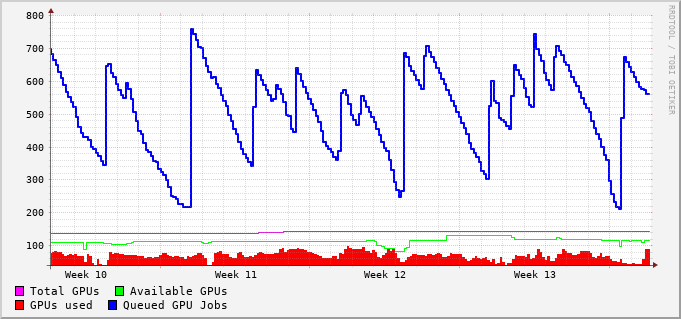 800
700
600
500
400
300
200
100
Week 10 Week 11 Week 12 Week 13
Total GPUs Available GPUs
GPUs used Queued GPU Jobs
RRDTOOL / TOBI OETIKER